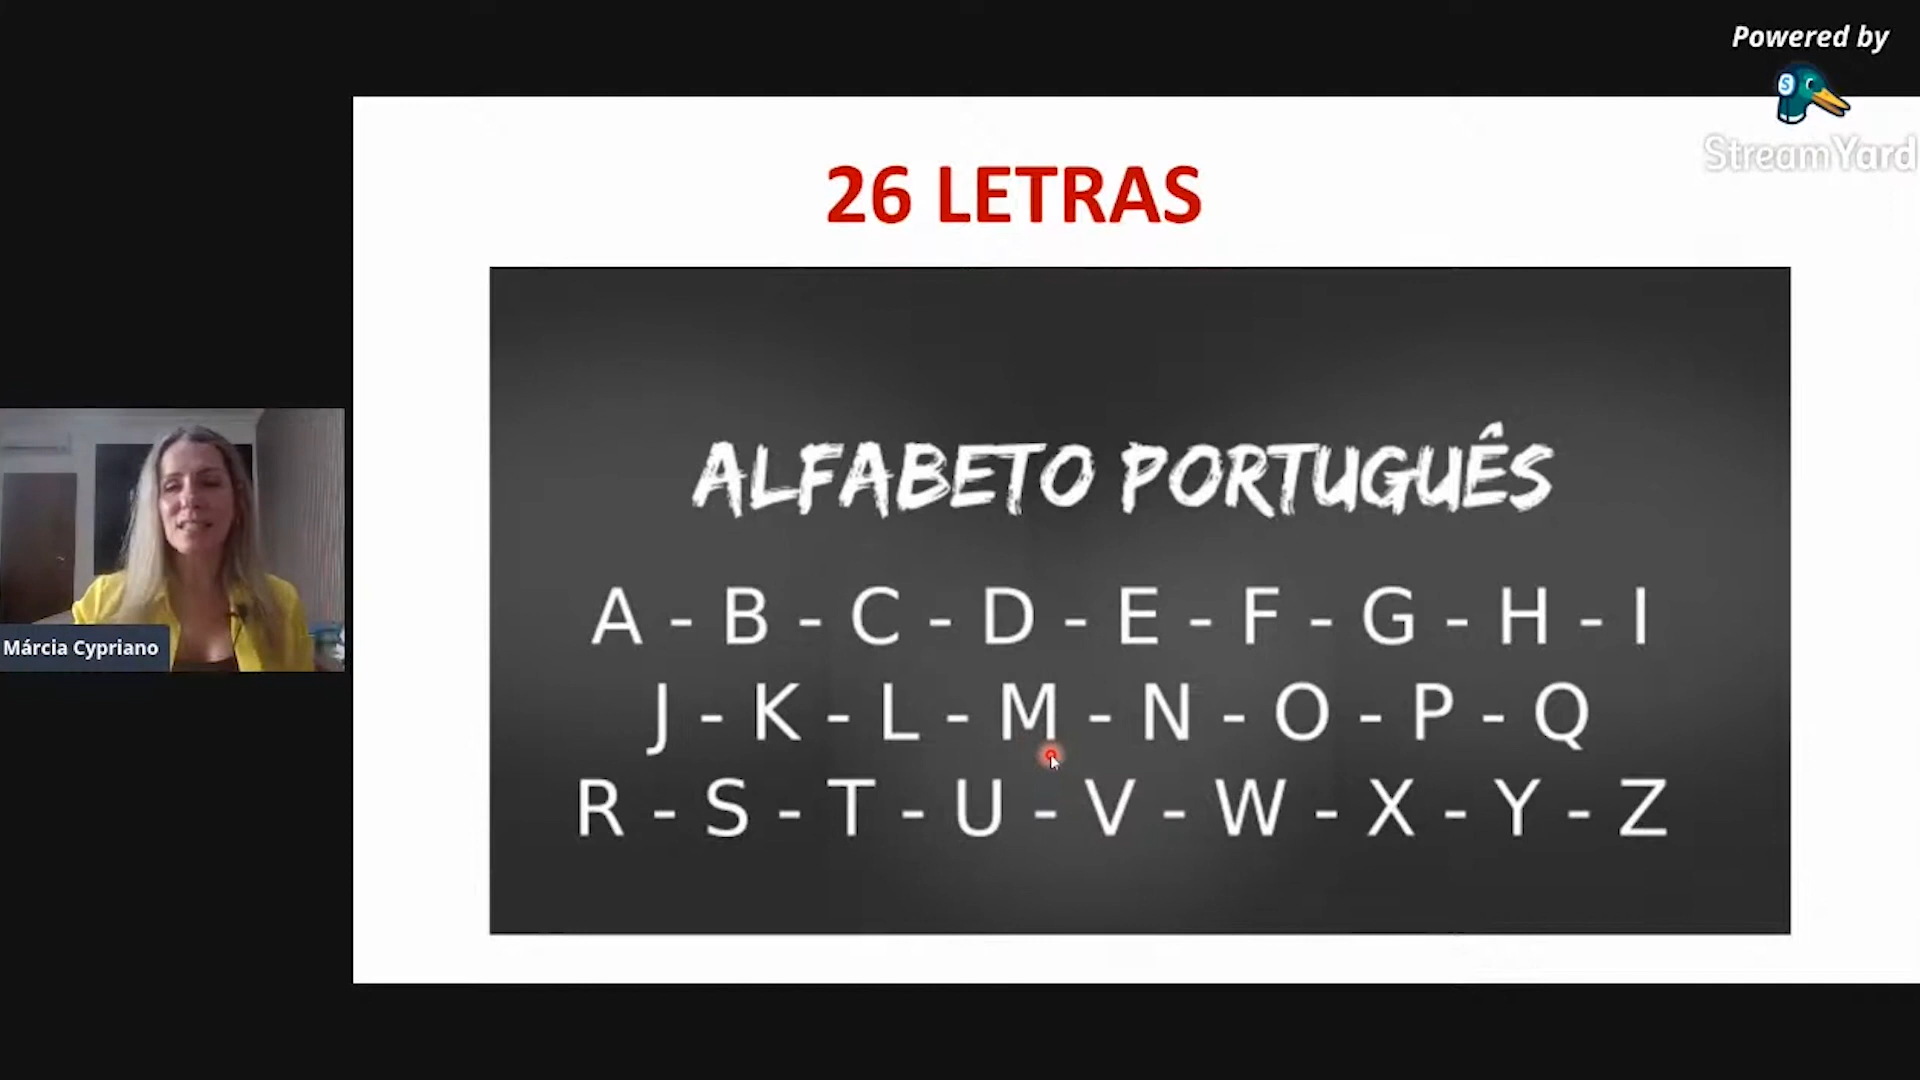 Powered by
StreamYard
26 LETRAS
ALFABETO PORTUGUÊS
A - B - C - D - E - F - G - H - I
J - K - L - M - N - O - P - Q
R - S - T - U - V - W - X - Y - Z
Márcia Cypriano